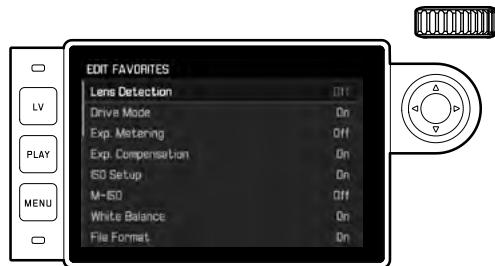 EDIT FAVORITES
Lens Detection Off
Drive Mode On
Exp. Metering Off
Exp. Compensation On
ISO Setup On
M-ISO Off
White Balance On
File Format On
LV
PLAY
MENU